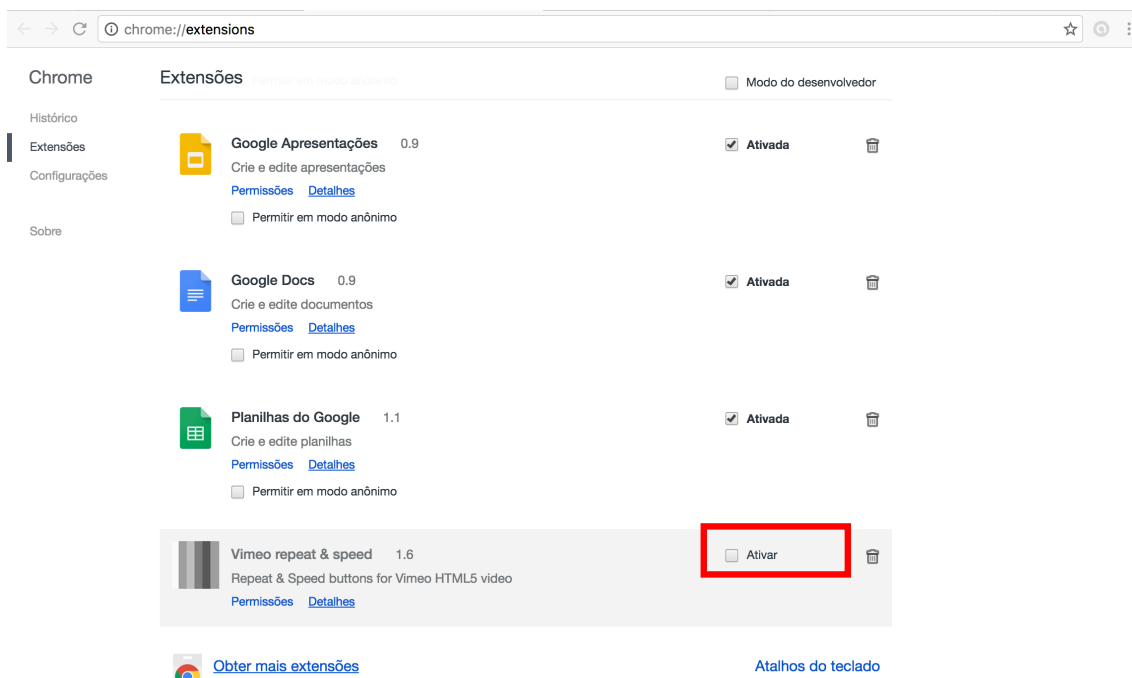 chrome://extensions
Chrome
Extensões
Modo do desenvolvedor
Histórico
Extensões
Configurações
Sobre
Google Apresentações 0.9
Ativada
Crie e edite apresentações
Permissões Detalhes
Permitir em modo anônimo
Google Docs 0.9
Ativada
Crie e edite documentos
Permissões Detalhes
Permitir em modo anônimo
Planilhas do Google 1.1
Ativada
Crie e edite planilhas
Permissões Detalhes
Permitir em modo anônimo
Vimeo repeat & speed 1.6
Ativar
Repeat & Speed buttons for Vimeo HTML5 video
Permissões Detalhes
Obter mais extensões
Atalhos do teclado